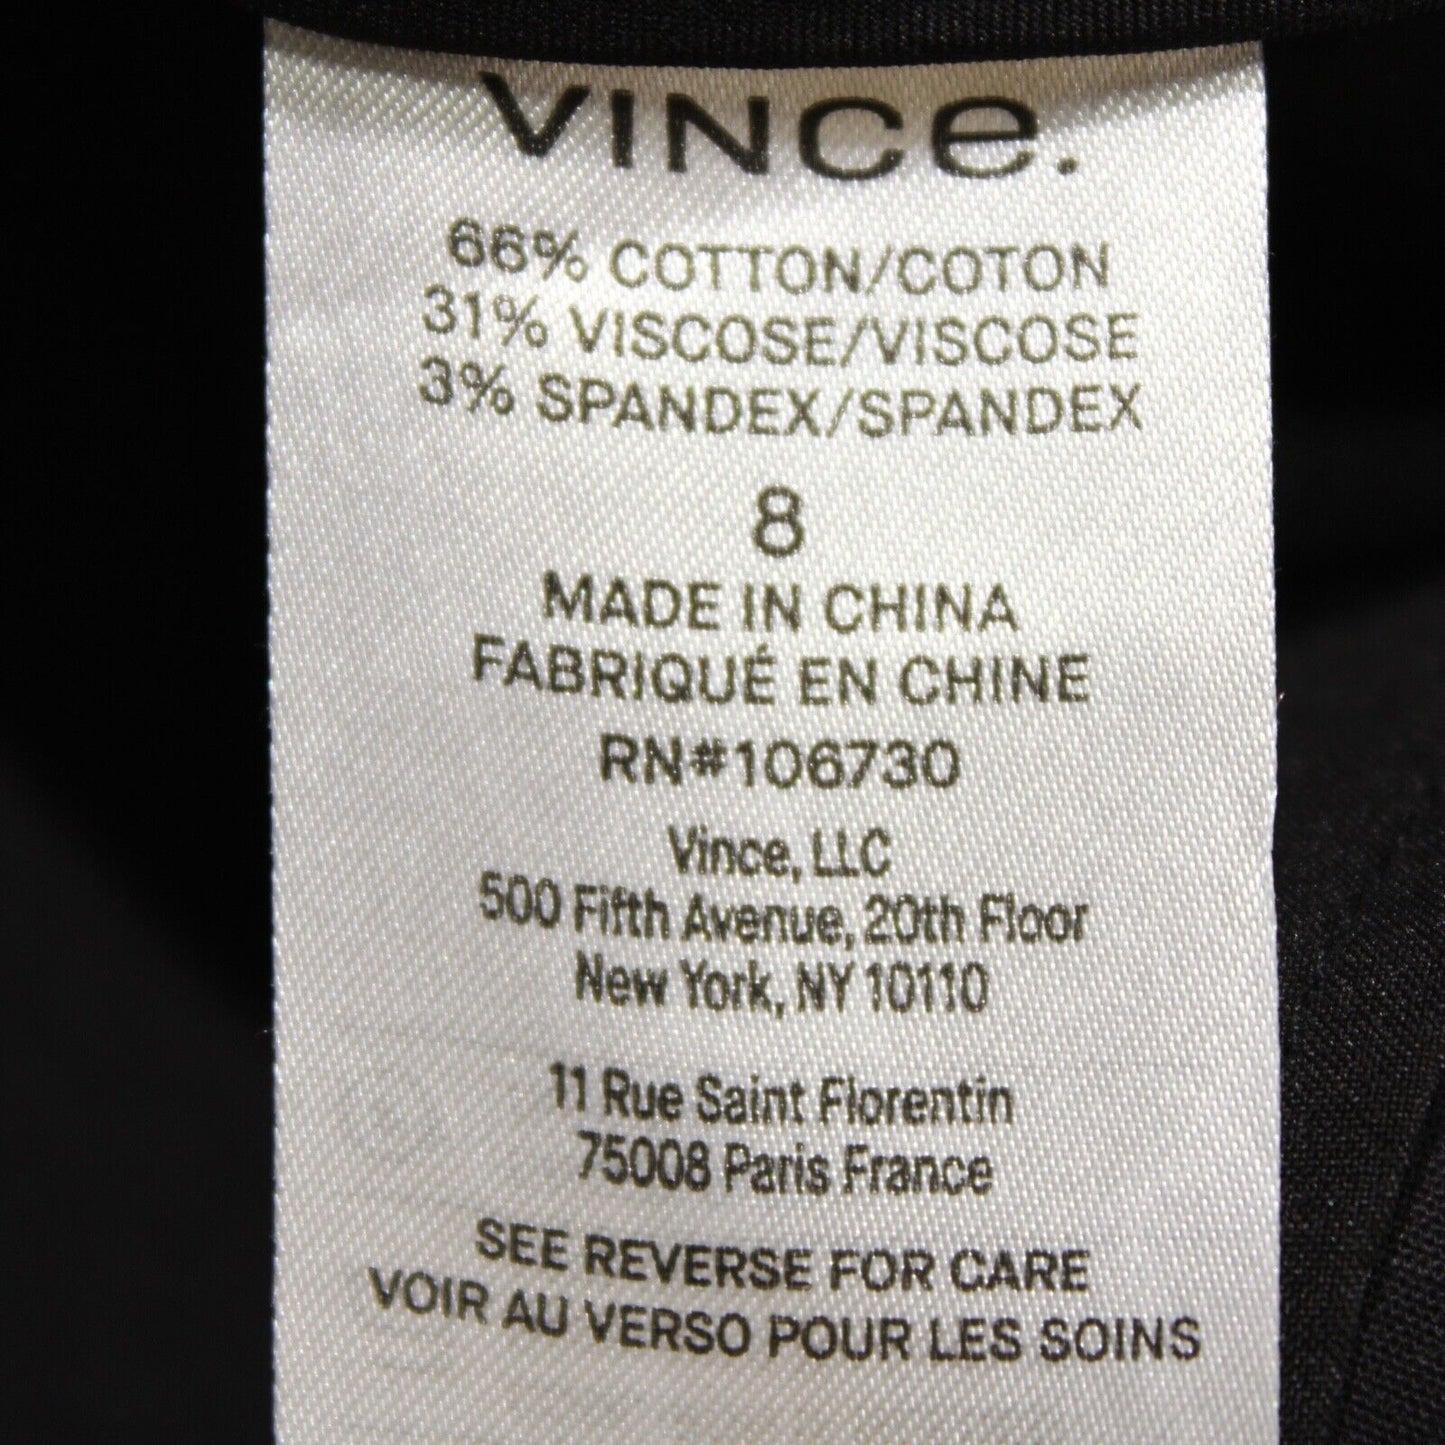 VINCe.
66% COTTON/COTON
31% VISCOSE/VISCOSE
3% SPANDEX/SPANDEX
8
MADE IN CHINA
FABRIQUÉ EN CHINE
RN#106730
Vince, LLC
500 Fifth Avenue, 20th Floor
New York, NY 10110
11 Rue Saint Florentin
75008 Paris France
SEE REVERSE FOR CARE
VOIR AU VERSO POUR LES SOINS